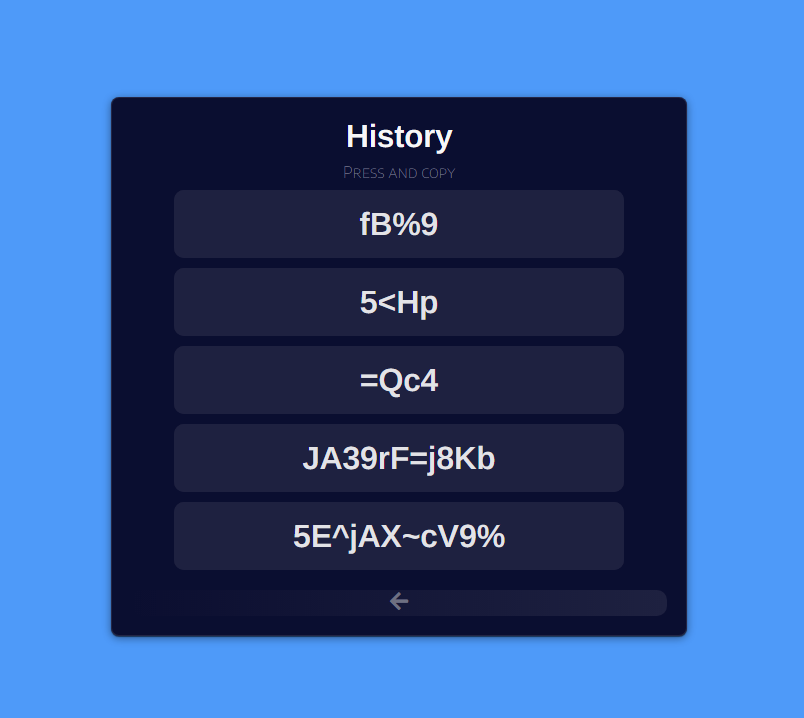 History
Press and copy
fB%9
5<Hp
=Qc4
JA39rF=j8Kb
5E^jAX~cV9%